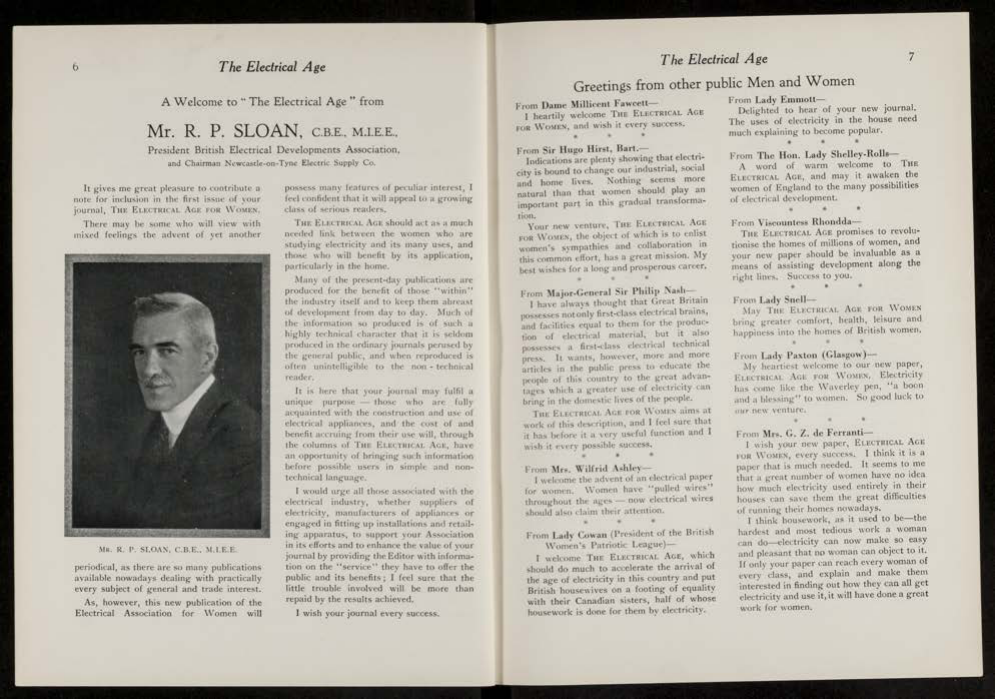 6
The Electrical Age
A Welcome to "The Electrical Age" from
Mr. R. P. SLOAN, C.B.E., M.I.E.E.,
President British Electrical Developments Association,
and Chairman Newcastle-on-Tyne Electric Supply Co.
It gives me great pleasure to contribute a
note for inclusion in the first issue of your
journal, THE ELECTRICAL AGE FOR WOMEN.
There may be some who will view with
mixed feelings the advent of yet another
MR. R. P. SLOAN, C.B.E., M.I.E.E.
periodical, as there are so many publications
available nowadays dealing with practically
every subject of general and trade interest.
As, however, this new publication of the
Electrical Association for Women will
possess many features of peculiar interest, I
feel confident that it will appeal to a growing
class of serious readers.
THE ELECTRICAL AGE should act as a much
needed link between the women who are
studying electricity and its many uses, and
those who will benefit by its application,
particularly in the home.
Many of the present-day publications are
produced for the benefit of those "within"
the industry itself and to keep them abreast
of development from day to day. Much of
the information so produced is of such a
highly technical character that it is seldom
produced in the ordinary journals perused by
the general public, and when reproduced is
often unintelligible to the non-technical
reader.
It is here that your journal may fulfil a
unique purpose — those who are fully
acquainted with the construction and use of
electrical appliances, and the cost of and
benefit accruing from their use will, through
the columns of THE ELECTRICAL AGE, have
an opportunity of bringing such information
before possible users in simple and non-
technical language.
I would urge all those associated with the
electrical industry, whether suppliers of
electricity, manufacturers of appliances or
engaged in fitting up installations and retail-
ing apparatus, to support your Association
in its efforts and to enhance the value of your
journal by providing the Editor with informa-
tion on the "service" they have to offer the
public and its benefits; I feel sure that the
little trouble involved will be more than
repaid by the results achieved.
I wish your journal every success.
The Electrical Age
7
Greetings from other public Men and Women
From Dame Millicent Fawcett—
I heartily welcome THE ELECTRICAL AGE
FOR WOMEN, and wish it every success.
* * *
From Sir Hugo Hirst, Bart.—
Indications are plenty showing that electri-
city is bound to change our industrial, social
and home lives. Nothing seems more
natural than that women should play an
important part in this gradual transforma-
tion.
Your new venture, THE ELECTRICAL AGE
FOR WOMEN, the object of which is to enlist
women's sympathies and collaboration in
this common effort, has a great mission. My
best wishes for a long and prosperous career.
* * *
From Major-General Sir Philip Nash—
I have always thought that Great Britain
possesses not only first-class electrical brains,
and facilities equal to them for the produc-
tion of electrical material, but it also
possesses a first-class electrical technical
press. It wants, however, more and more
articles in the public press to educate the
people of this country to the great advan-
tages which a greater use of electricity can
bring in the domestic lives of the people.
THE ELECTRICAL AGE FOR WOMEN aims at
work of this description, and I feel sure that
it has before it a very useful function and I
wish it every possible success.
* * *
From Mrs. Wilfrid Ashley—
I welcome the advent of an electrical paper
for women. Women have "pulled wires"
throughout the ages — now electrical wires
should also claim their attention.
* * *
From Lady Cowan (President of the British
Women's Patriotic League)—
I welcome THE ELECTRICAL AGE, which
should do much to accelerate the arrival of
the age of electricity in this country and put
British housewives on a footing of equality
with their Canadian sisters, half of whose
housework is done for them by electricity.
From Lady Emmott—
Delighted to hear of your new journal.
The uses of electricity in the house need
much explaining to become popular.
* * *
From The Hon. Lady Shelley-Rolls—
A word of warm welcome to THE
ELECTRICAL AGE, and may it awaken the
women of England to the many possibilities
of electrical development.
* * *
From Viscountess Rhondda—
THE ELECTRICAL AGE promises to revolu-
tionise the homes of millions of women, and
your new paper should be invaluable as a
means of assisting development along the
right lines. Success to you.
* * *
From Lady Snell—
May THE ELECTRICAL AGE FOR WOMEN
bring greater comfort, health, leisure and
happiness into the homes of British women.
* * *
From Lady Paxton (Glasgow)—
My heartiest welcome to our new paper,
ELECTRICAL AGE FOR WOMEN. Electricity
has come like the Waverley pen, "a boon
and a blessing" to women. So good luck to
our new venture.
* * *
From Mrs. G. Z. de Ferranti—
I wish your new paper, ELECTRICAL AGE
FOR WOMEN, every success. I think it is a
paper that is much needed. It seems to me
that a great number of women have no idea
how much electricity used entirely in their
houses can save them the great difficulties
of running their homes nowadays.
I think housework, as it used to be—the
hardest and most tedious work a woman
can do—electricity can now make so easy
and pleasant that no woman can object to it.
If only your paper can reach every woman of
every class, and explain and make them
interested in finding out how they can all get
electricity and use it, it will have done a great
work for women.